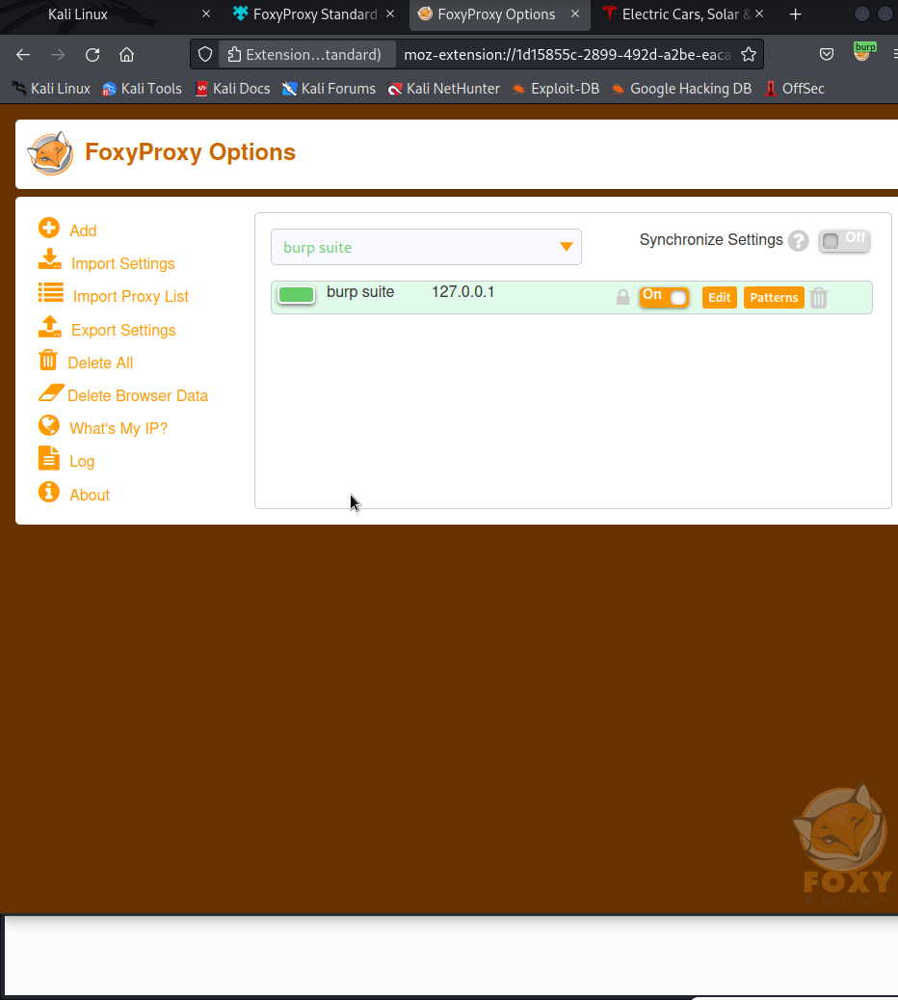 Kali Linux
FoxyProxy Standard
FoxyProxy Options
Electric Cars, Solar &
Extension…tandard)
moz-extension://1d15855c-2899-492d-a2be-eaca
burp
Kali Linux
Kali Tools
Kali Docs
Kali Forums
Kali NetHunter
Exploit-DB
Google Hacking DB
OffSec
FoxyProxy Options
Add
Import Settings
Import Proxy List
Export Settings
Delete All
Delete Browser Data
What's My IP?
Log
About
burp suite
Synchronize Settings
?
Off
burp suite
127.0.0.1
On
Edit
Patterns
FOXY
PROXY